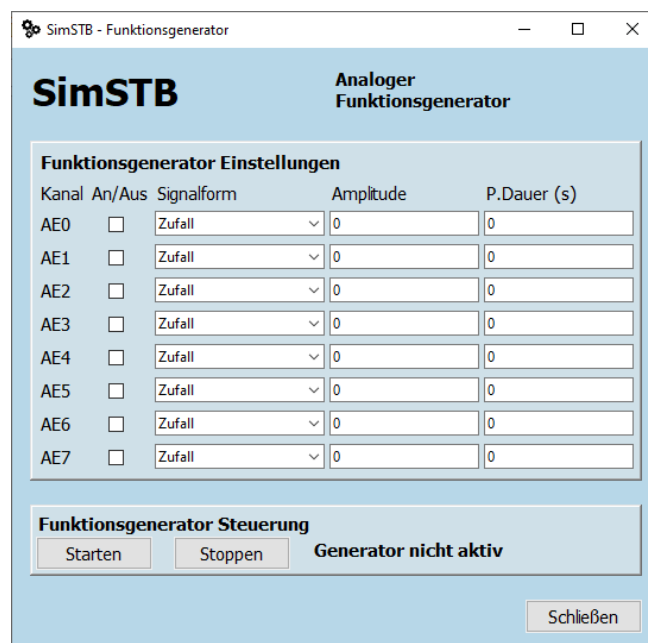 SimSTB - Funktionsgenerator
SimSTB
Analoger
Funktionsgenerator
Funktionsgenerator Einstellungen
Kanal An/Aus Signalform Amplitude P.Dauer (s)
AE0 Zufall 0 0
AE1 Zufall 0 0
AE2 Zufall 0 0
AE3 Zufall 0 0
AE4 Zufall 0 0
AE5 Zufall 0 0
AE6 Zufall 0 0
AE7 Zufall 0 0
Funktionsgenerator Steuerung
Starten Stoppen Generator nicht aktiv
Schließen